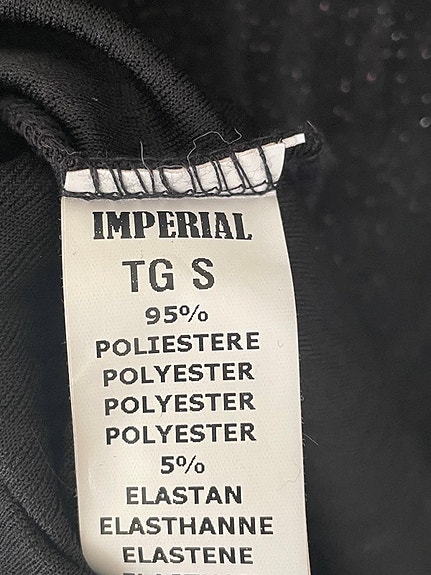 IMPERIAL
TG S
95%
POLIESTERE
POLYESTER
POLYESTER
POLYESTER
5%
ELASTAN
ELASTHANNE
ELASTENE